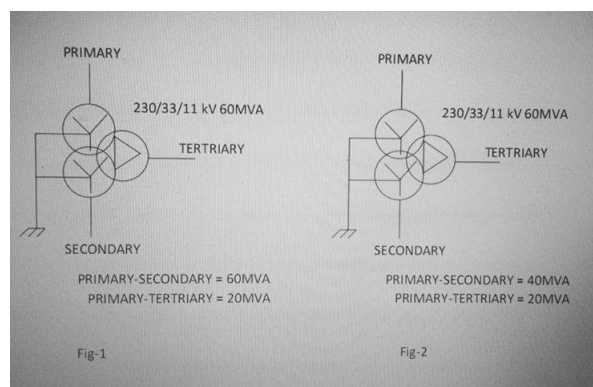 PRIMARY
230/33/11 kV 60MVA
TERTRIARY
SECONDARY
PRIMARY-SECONDARY = 60MVA
PRIMARY-TERTRIARY = 20MVA
Fig-1
PRIMARY
230/33/11 kV 60MVA
TERTRIARY
SECONDARY
PRIMARY-SECONDARY = 40MVA
PRIMARY-TERTRIARY = 20MVA
Fig-2